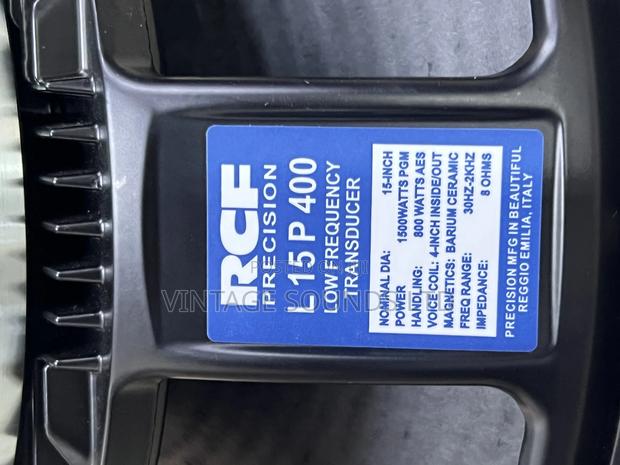 RCF
PRECISION
L 15 P 400
LOW FREQUENCY
TRANSDUCER
NOMINAL DIA: 15-INCH
POWER 1500WATTS PGM
HANDLING: 800 WATTS AES
VOICE COIL: 4-INCH INSIDE/OUT
MAGNETICS: BARIUM CERAMIC
FREQ RANGE: 30HZ-2KHZ
IMPEDANCE: 8 OHMS
PRECISION MFG IN BEAUTIFUL
REGGIO EMILIA, ITALY
VINTAGE SOUND